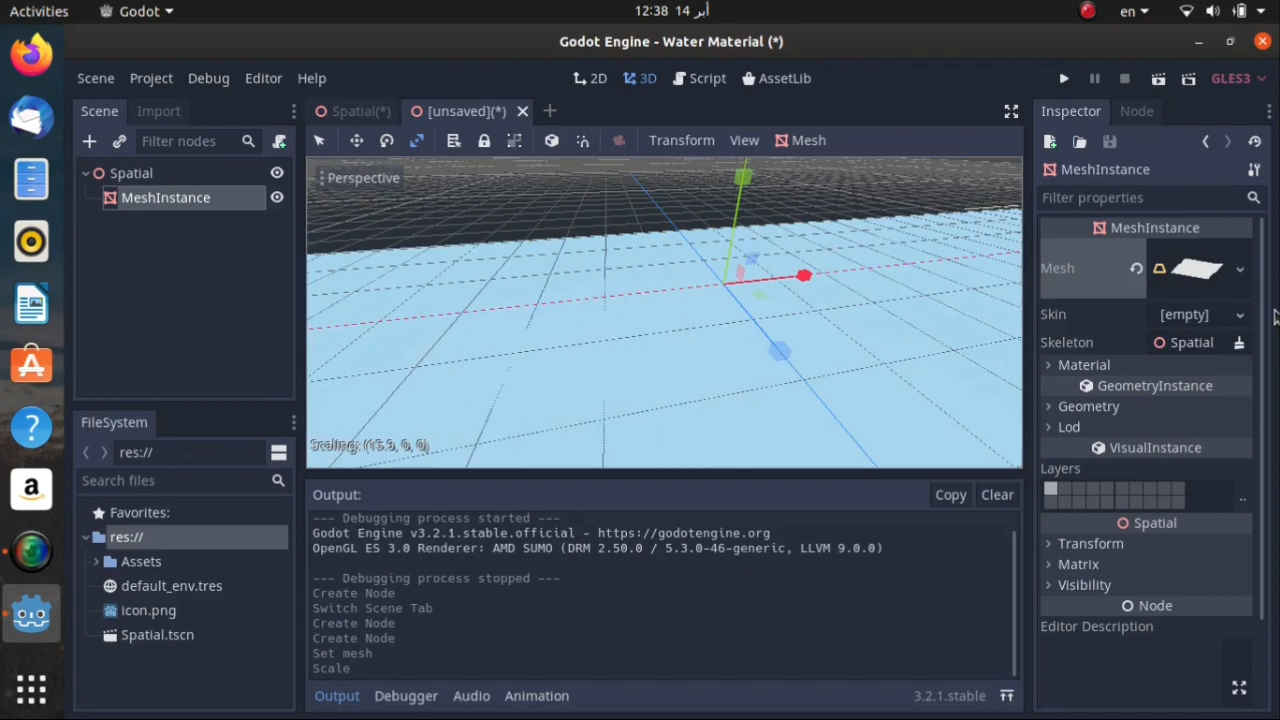 Activities
Godot
12:38 14 أبر
en
Godot Engine - Water Material (*)
Scene Project Debug Editor Help
2D 3D Script AssetLib
GLES3
Scene Import
Spatial(*) [unsaved](*)
Inspector Node
Filter nodes
Transform View Mesh
Spatial
MeshInstance
Perspective
MeshInstance
Filter properties
MeshInstance
Mesh
Skin [empty]
Skeleton Spatial
Material
GeometryInstance
Geometry
Lod
VisualInstance
Layers
Spatial
Transform
Matrix
Visibility
Node
Editor Description
FileSystem
res://
Search files
Favorites:
res://
Assets
default_env.tres
icon.png
Spatial.tscn
Output:
Copy Clear
--- Debugging process started ---
Godot Engine v3.2.1.stable.official - https://godotengine.org
OpenGL ES 3.0 Renderer: AMD SUMO (DRM 2.50.0 / 5.3.0-46-generic, LLVM 9.0.0)
--- Debugging process stopped ---
Create Node
Switch Scene Tab
Create Node
Create Node
Set mesh
Scale
Output Debugger Audio Animation
3.2.1.stable